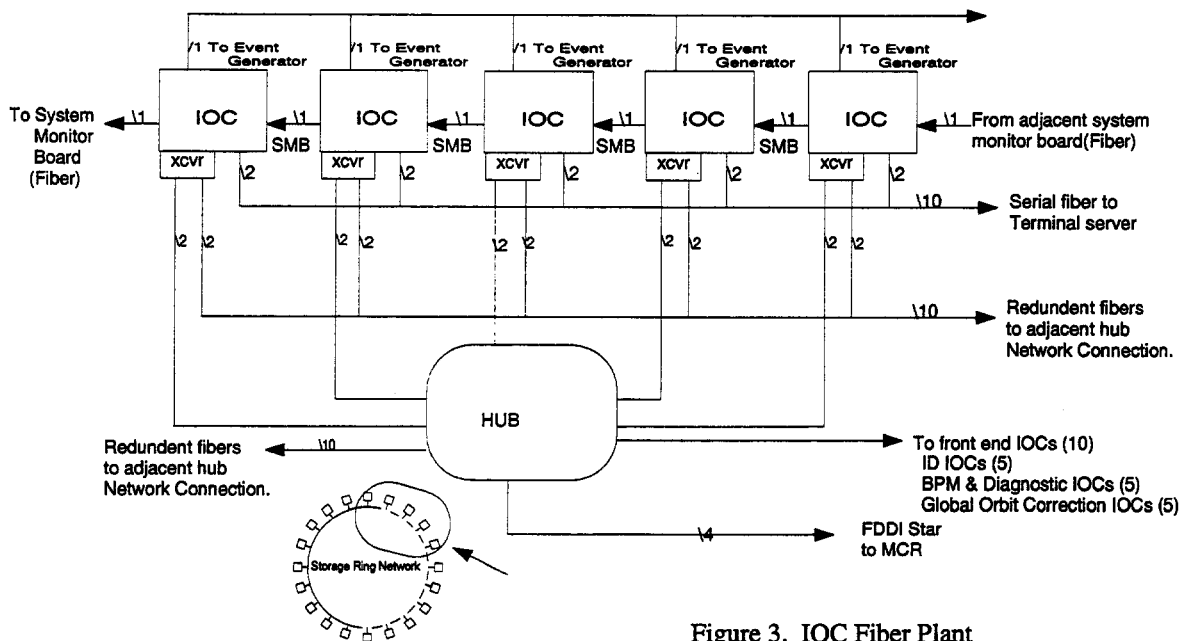 /1 To Event
Generator
/1 To Event
Generator
/1 To Event
Generator
/1 To Event
Generator
/1 To Event
Generator
To System
Monitor
Board
(Fiber)
\1
IOC
\1
SMB
IOC
\1
SMB
IOC
\1
SMB
IOC
\1
SMB
IOC
\1
From adjacent system
monitor board(Fiber)
xcvr
\2
xcvr
\2
xcvr
\2
xcvr
\2
xcvr
\2
\10
Serial fiber to
Terminal server
\2
\2
\2
\2
\2
\2
\2
\2
\2
\2
\10
Redundent fibers
to adjacent hub
Network Connection.
HUB
Redundent fibers
to adjacent hub
Network Connection.
\10
To front end IOCs (10)
ID IOCs (5)
BPM & Diagnostic IOCs (5)
Global Orbit Correction IOCs (5)
\4
FDDI Star
to MCR
Storage Ring Network
Figure 3. IOC Fiber Plant